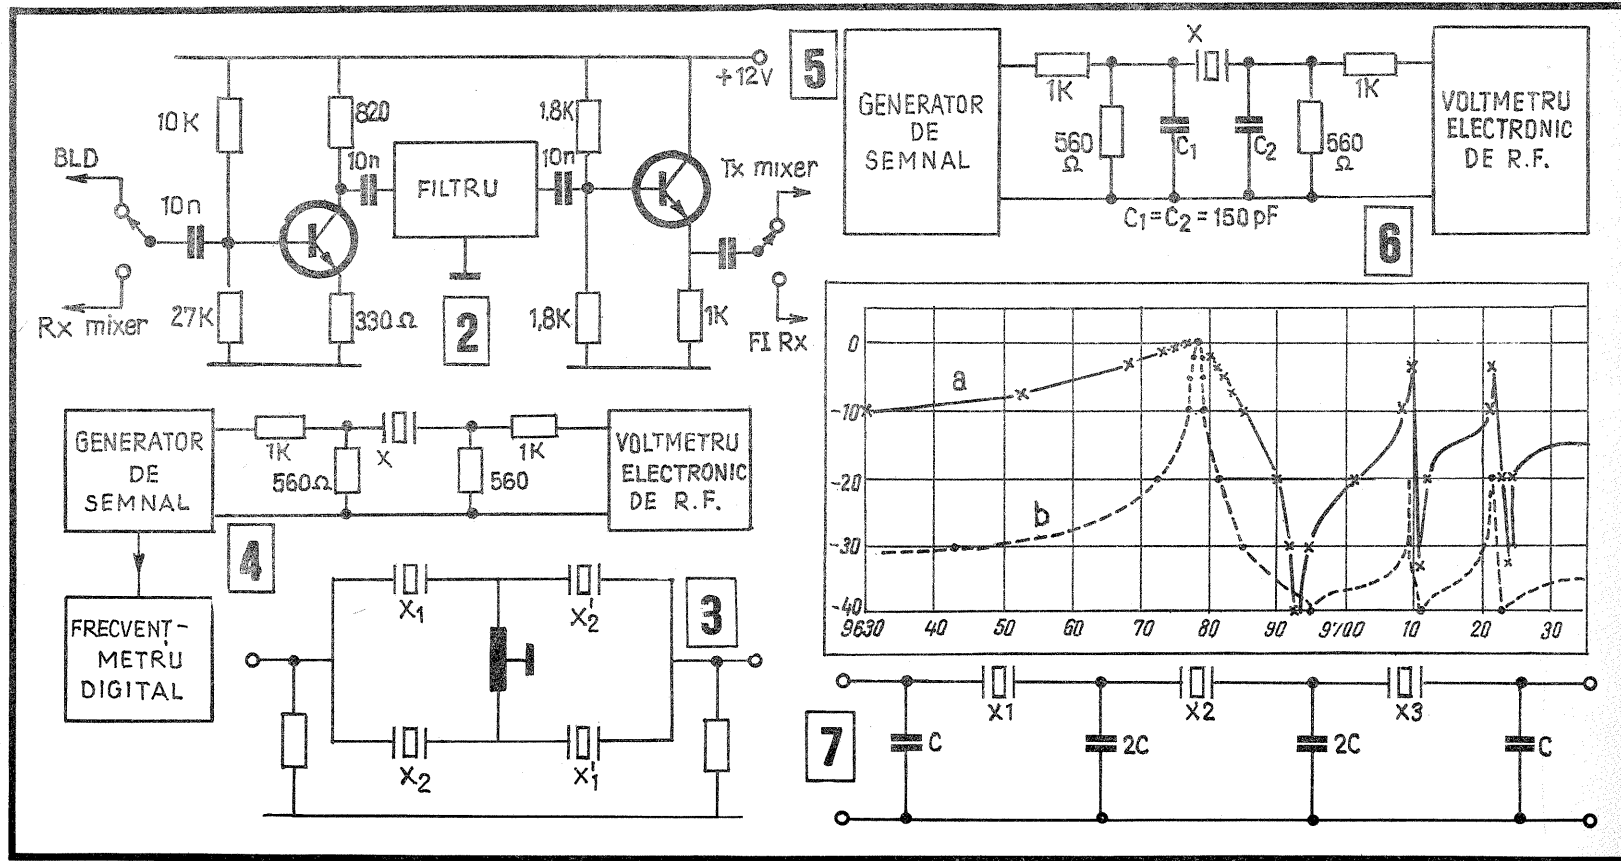 +12V
10K
820
10n
1,8K
10n
BLD
FILTRU
Tx mixer
10n
27K
330Ω
2
1,8K
1K
Rx mixer
FI Rx
5
GENERATOR
DE
SEMNAL
1K
X
1K
560
Ω
C1
C2
560
Ω
C1=C2=150pF
VOLTMETRU
ELECTRONIC
DE R.F.
6
GENERATOR
DE
SEMNAL
1K
X
1K
560Ω
560
VOLTMETRU
ELECTRONIC
DE R.F.
4
FRECVENȚ-
METRU
DIGITAL
X1
X'2
3
X2
X'1
0
-10
-20
-30
-40
a
b
9630 40 50 60 70 80 90 9700 10 20 30
X1
X2
X3
7
C
2C
2C
C